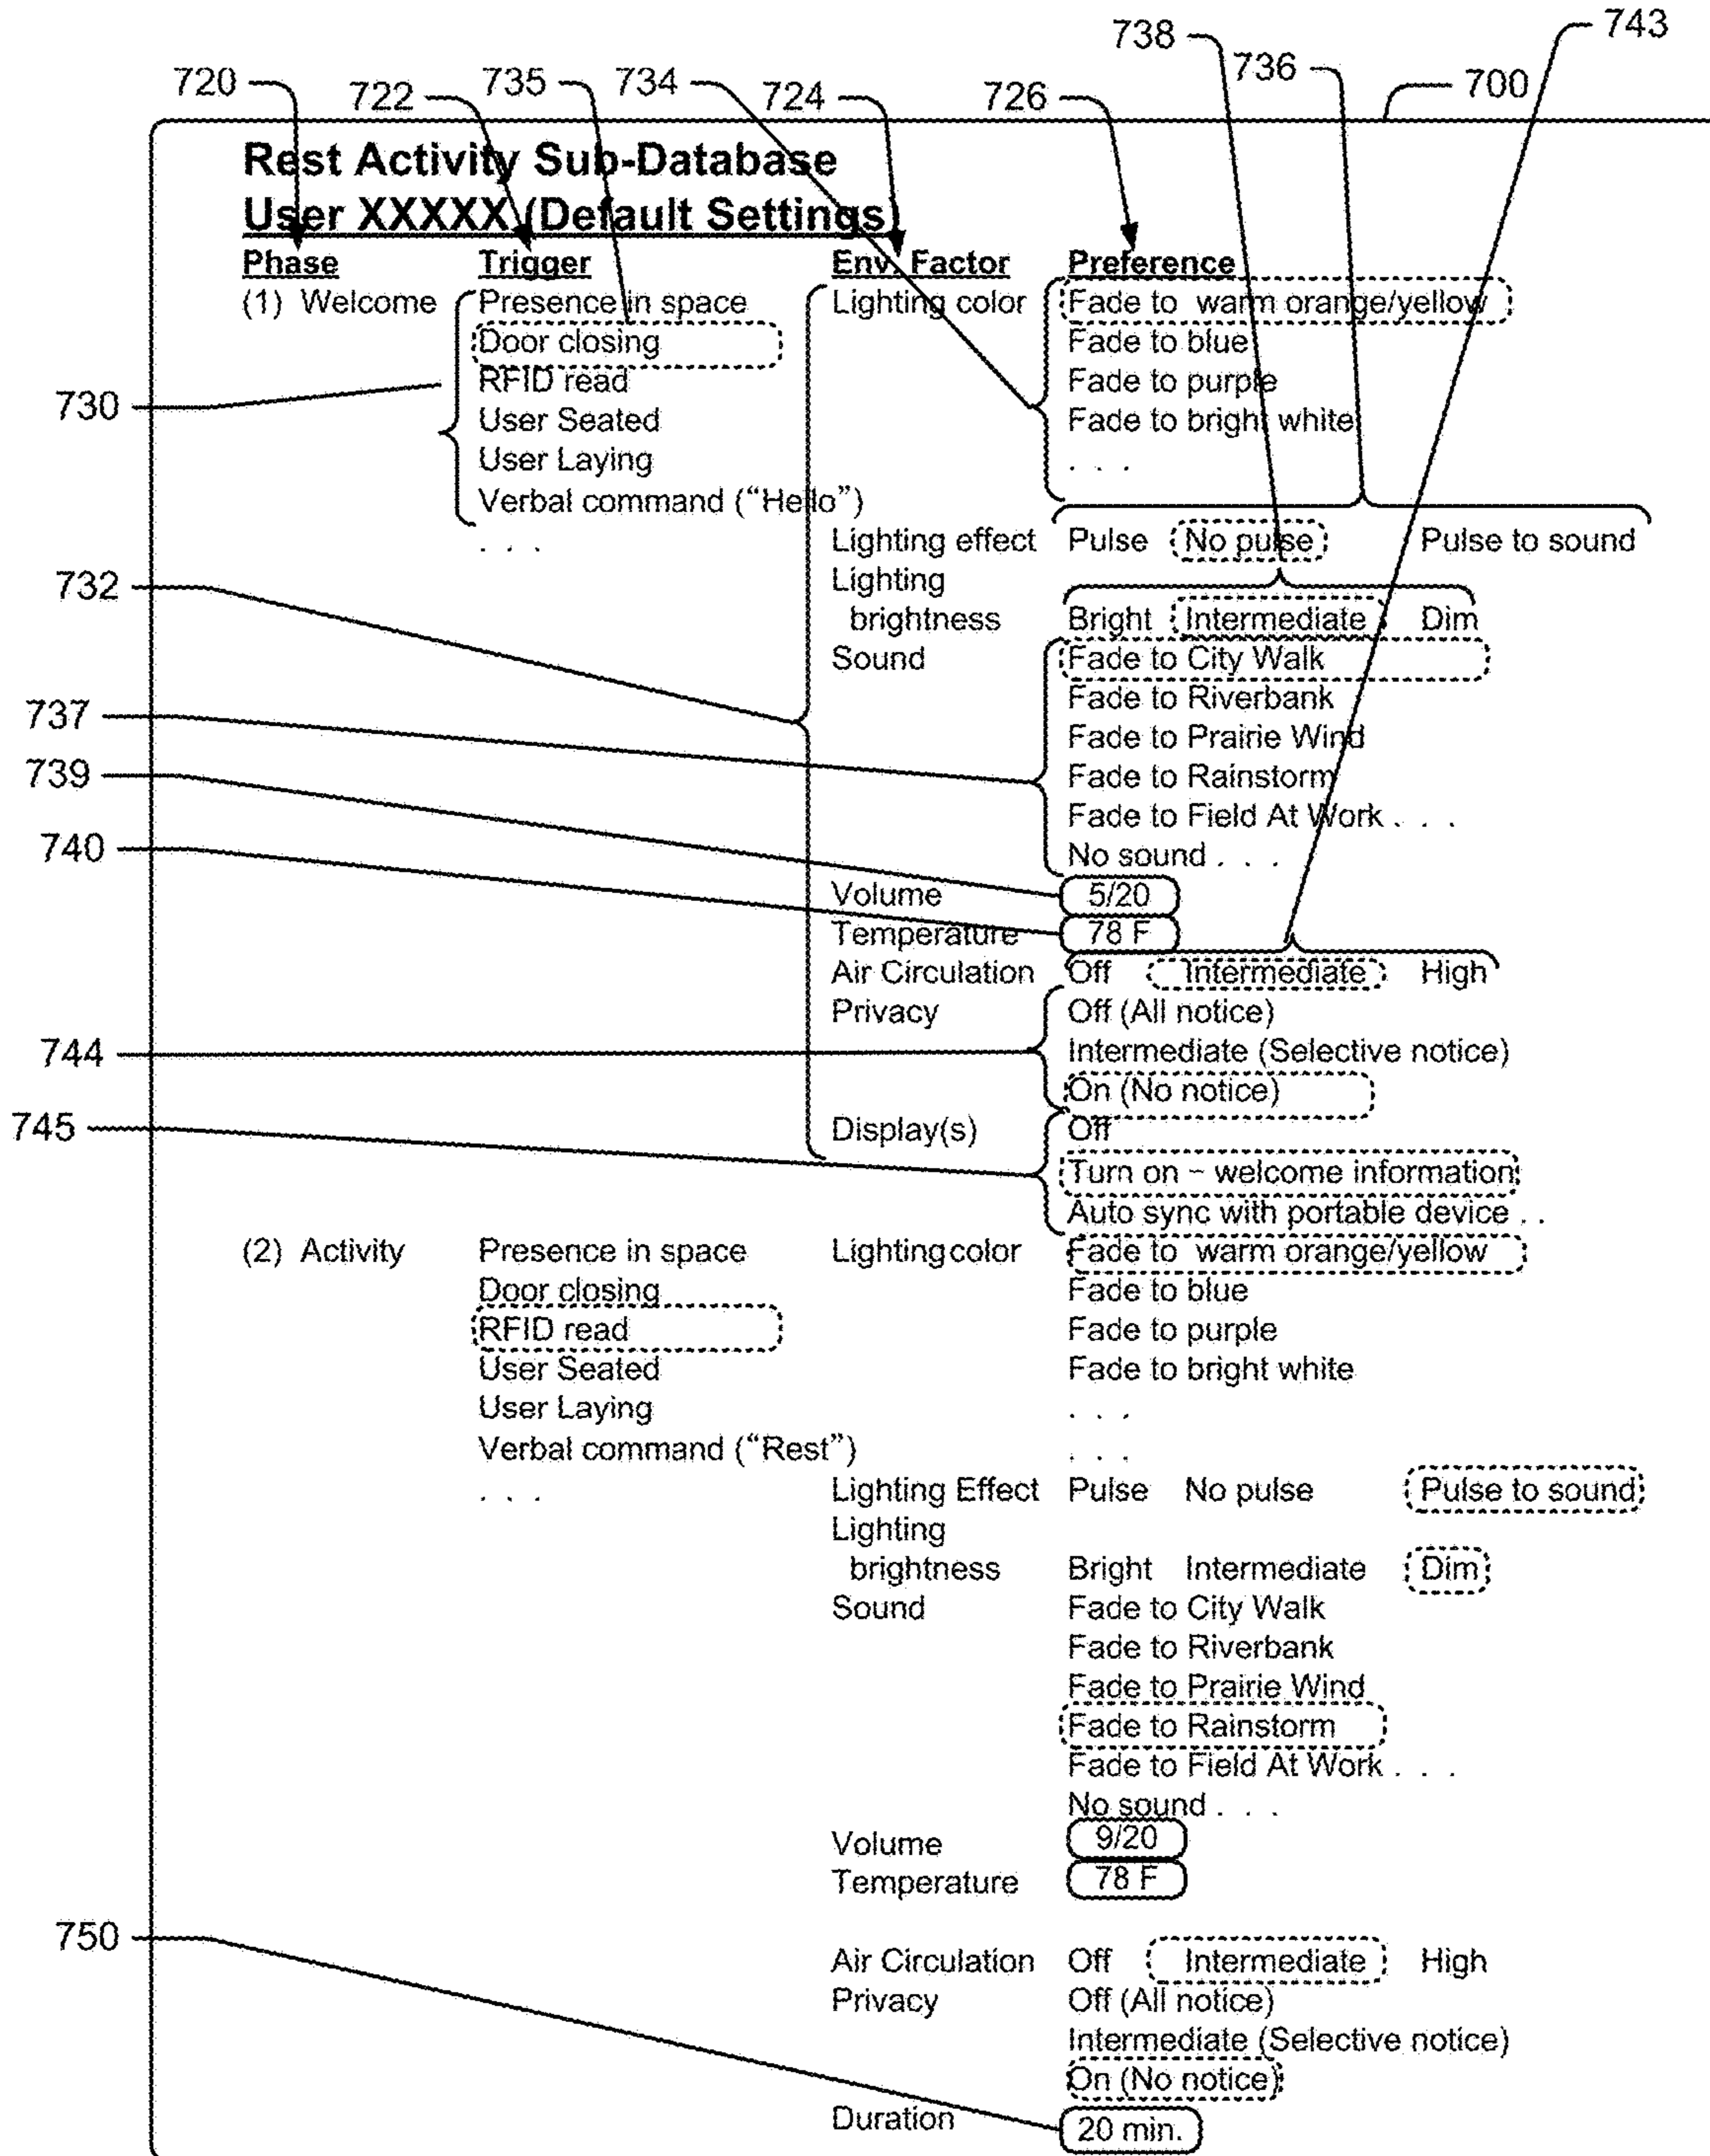 743
738
736
720 722 735 734 724 726 700
Rest Activity Sub-Database
User XXXXX (Default Settings)
Phase Trigger Env. Factor Preference
(1) Welcome Presence in space Lighting color Fade to warm orange/yellow
Door closing Fade to blue
RFID read Fade to purple
730 User Seated Fade to bright white
User Laying . . .
Verbal command ("Hello")
. . . Lighting effect Pulse No pulse Pulse to sound
732 Lighting
brightness Bright Intermediate Dim
Sound Fade to City Walk
Fade to Riverbank
737 Fade to Prairie Wind
739 Fade to Rainstorm
Fade to Field At Work . . .
740 No sound . . .
Volume 5/20
Temperature 78 F
Air Circulation Off Intermediate High
Privacy Off (All notice)
744 Intermediate (Selective notice)
On (No notice)
745 Display(s) Off
Turn on – welcome information
Auto sync with portable device . .
(2) Activity Presence in space Lighting color Fade to warm orange/yellow
Door closing Fade to blue
RFID read Fade to purple
User Seated Fade to bright white
User Laying . . .
Verbal command ("Rest") . . .
. . . Lighting Effect Pulse No pulse Pulse to sound
Lighting
brightness Bright Intermediate Dim
Sound Fade to City Walk
Fade to Riverbank
Fade to Prairie Wind
Fade to Rainstorm
Fade to Field At Work . . .
No sound . . .
Volume 9/20
Temperature 78 F
750
Air Circulation Off Intermediate High
Privacy Off (All notice)
Intermediate (Selective notice)
On (No notice)
Duration 20 min.